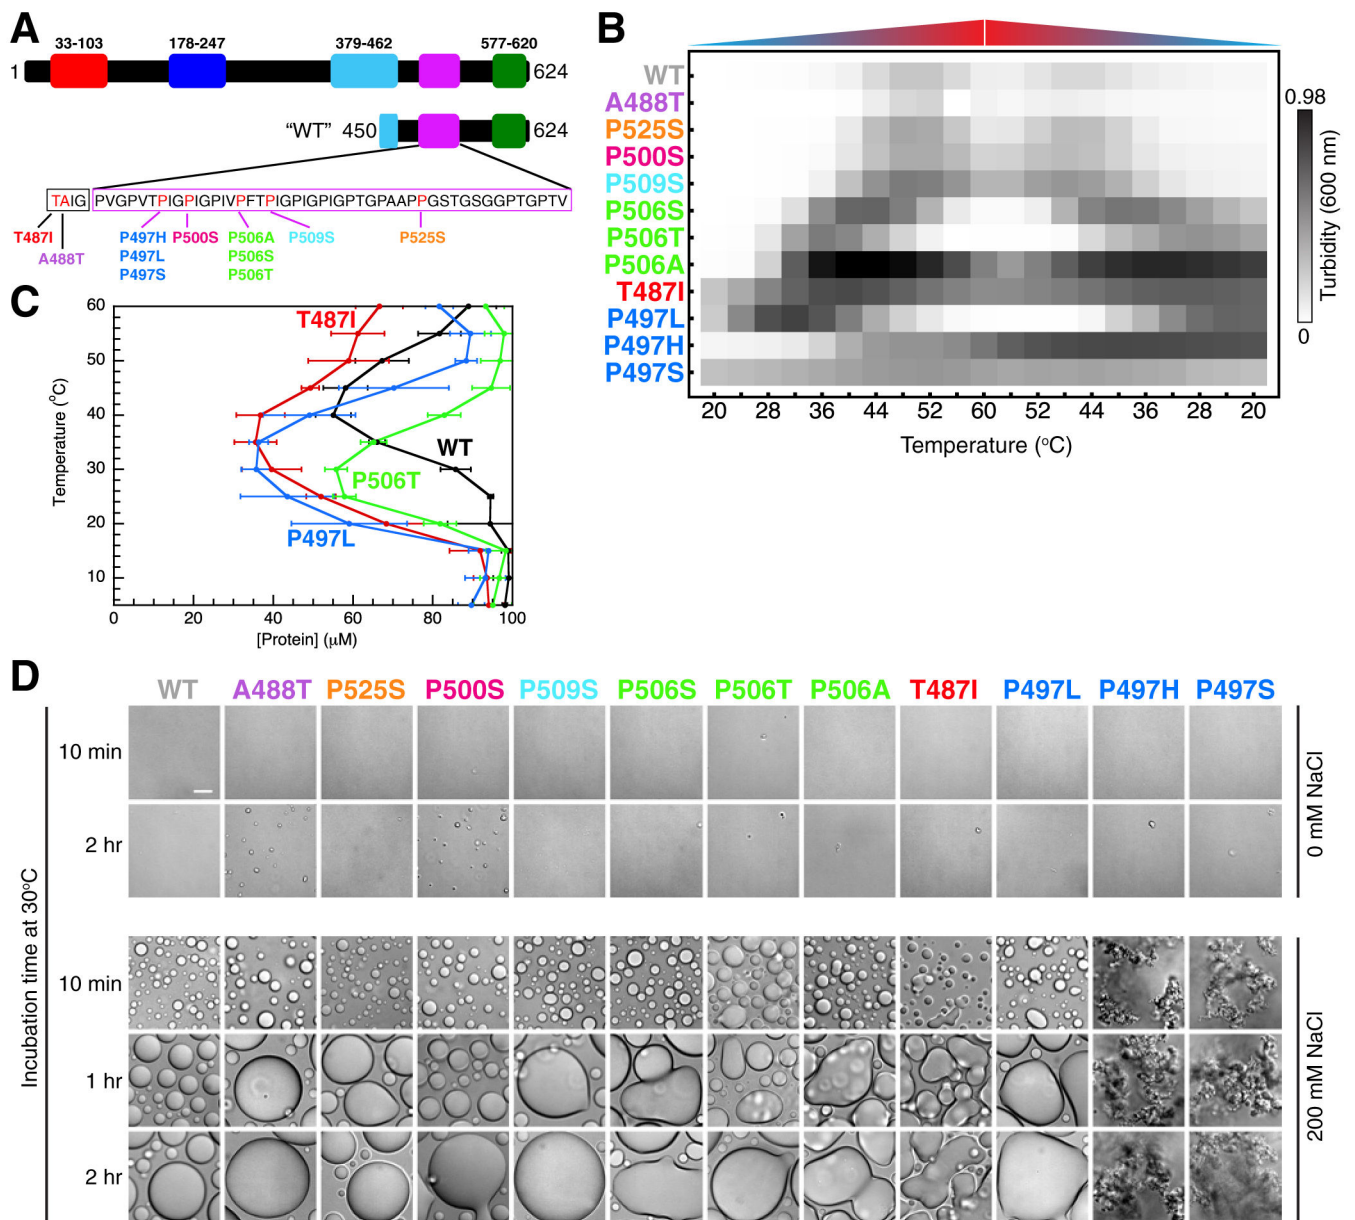 A
33-103 178-247 379-462 577-620
1 624
“WT” 450 624
TAIG PVGPVTPIGPIGPIVPFTPIGPIGPIGPTGPAAPPGSTGSGGPTGPTV
T487I P497H P500S P506A P509S P525S
A488T P497L P506S
P497S P506T
B
WT
A488T
P525S
P500S
P509S
P506S
P506T
P506A
T487I
P497L
P497H
P497S
20 28 36 44 52 60 52 44 36 28 20
Temperature (°C)
0.98
0
Turbidity (600 nm)
C
60
50
40
30
20
10
Temperature (°C)
T487I
WT
P506T
P497L
0 20 40 60 80 100
[Protein] (µM)
D
WT A488T P525S P500S P509S P506S P506T P506A T487I P497L P497H P497S
10 min
2 hr
0 mM NaCl
10 min
1 hr
2 hr
200 mM NaCl
Incubation time at 30°C